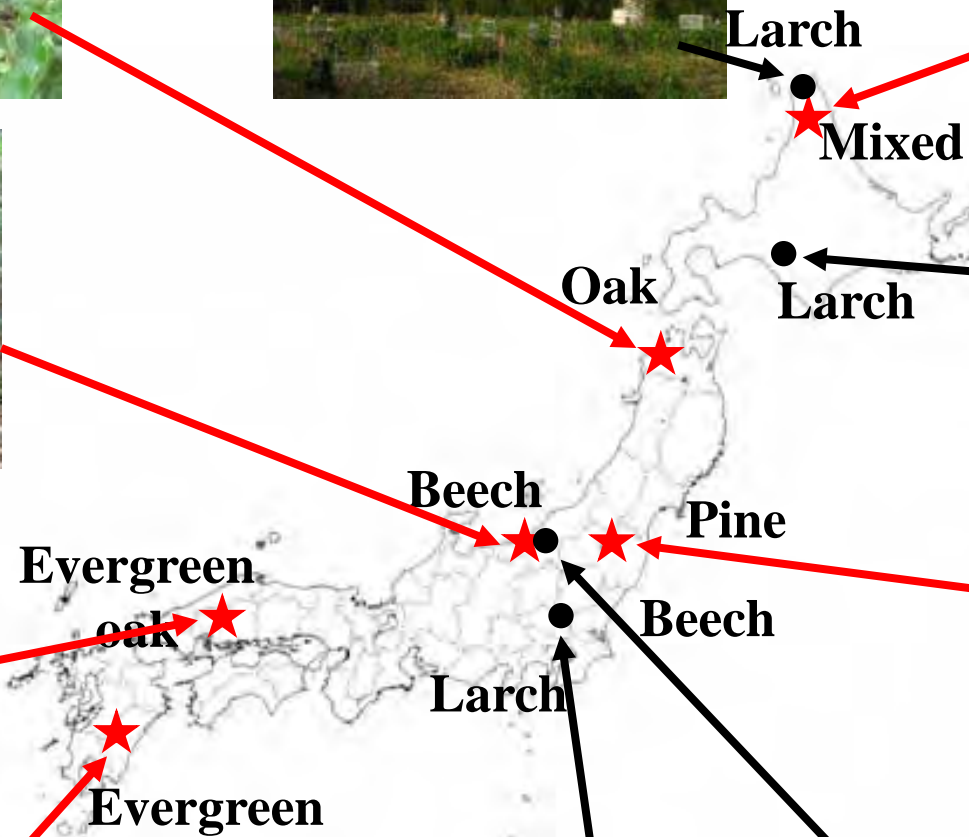 Larch
Mixed
Oak
Larch
Beech
Pine
Evergreen
oak
Beech
Larch
Evergreen